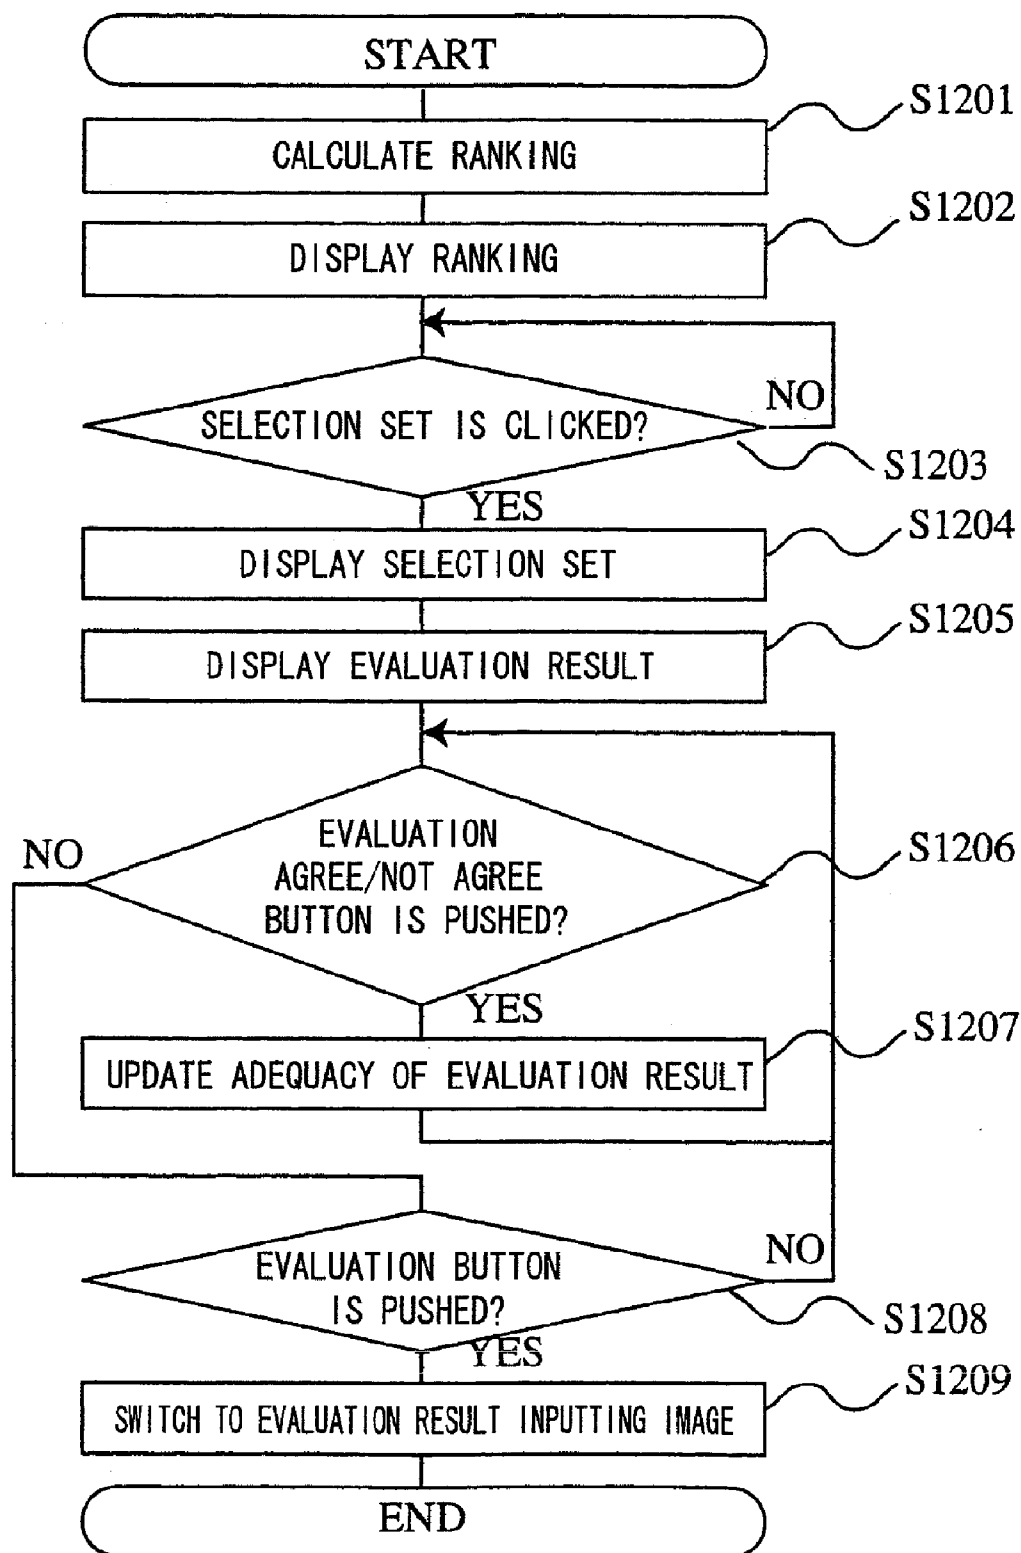 START
S1201
CALCULATE RANKING
S1202
DISPLAY RANKING
NO
SELECTION SET IS CLICKED?
S1203
YES
S1204
DISPLAY SELECTION SET
S1205
DISPLAY EVALUATION RESULT
NO
EVALUATION
AGREE/NOT AGREE
BUTTON IS PUSHED?
S1206
YES
S1207
UPDATE ADEQUACY OF EVALUATION RESULT
NO
EVALUATION BUTTON
IS PUSHED?
S1208
YES
S1209
SWITCH TO EVALUATION RESULT INPUTTING IMAGE
END